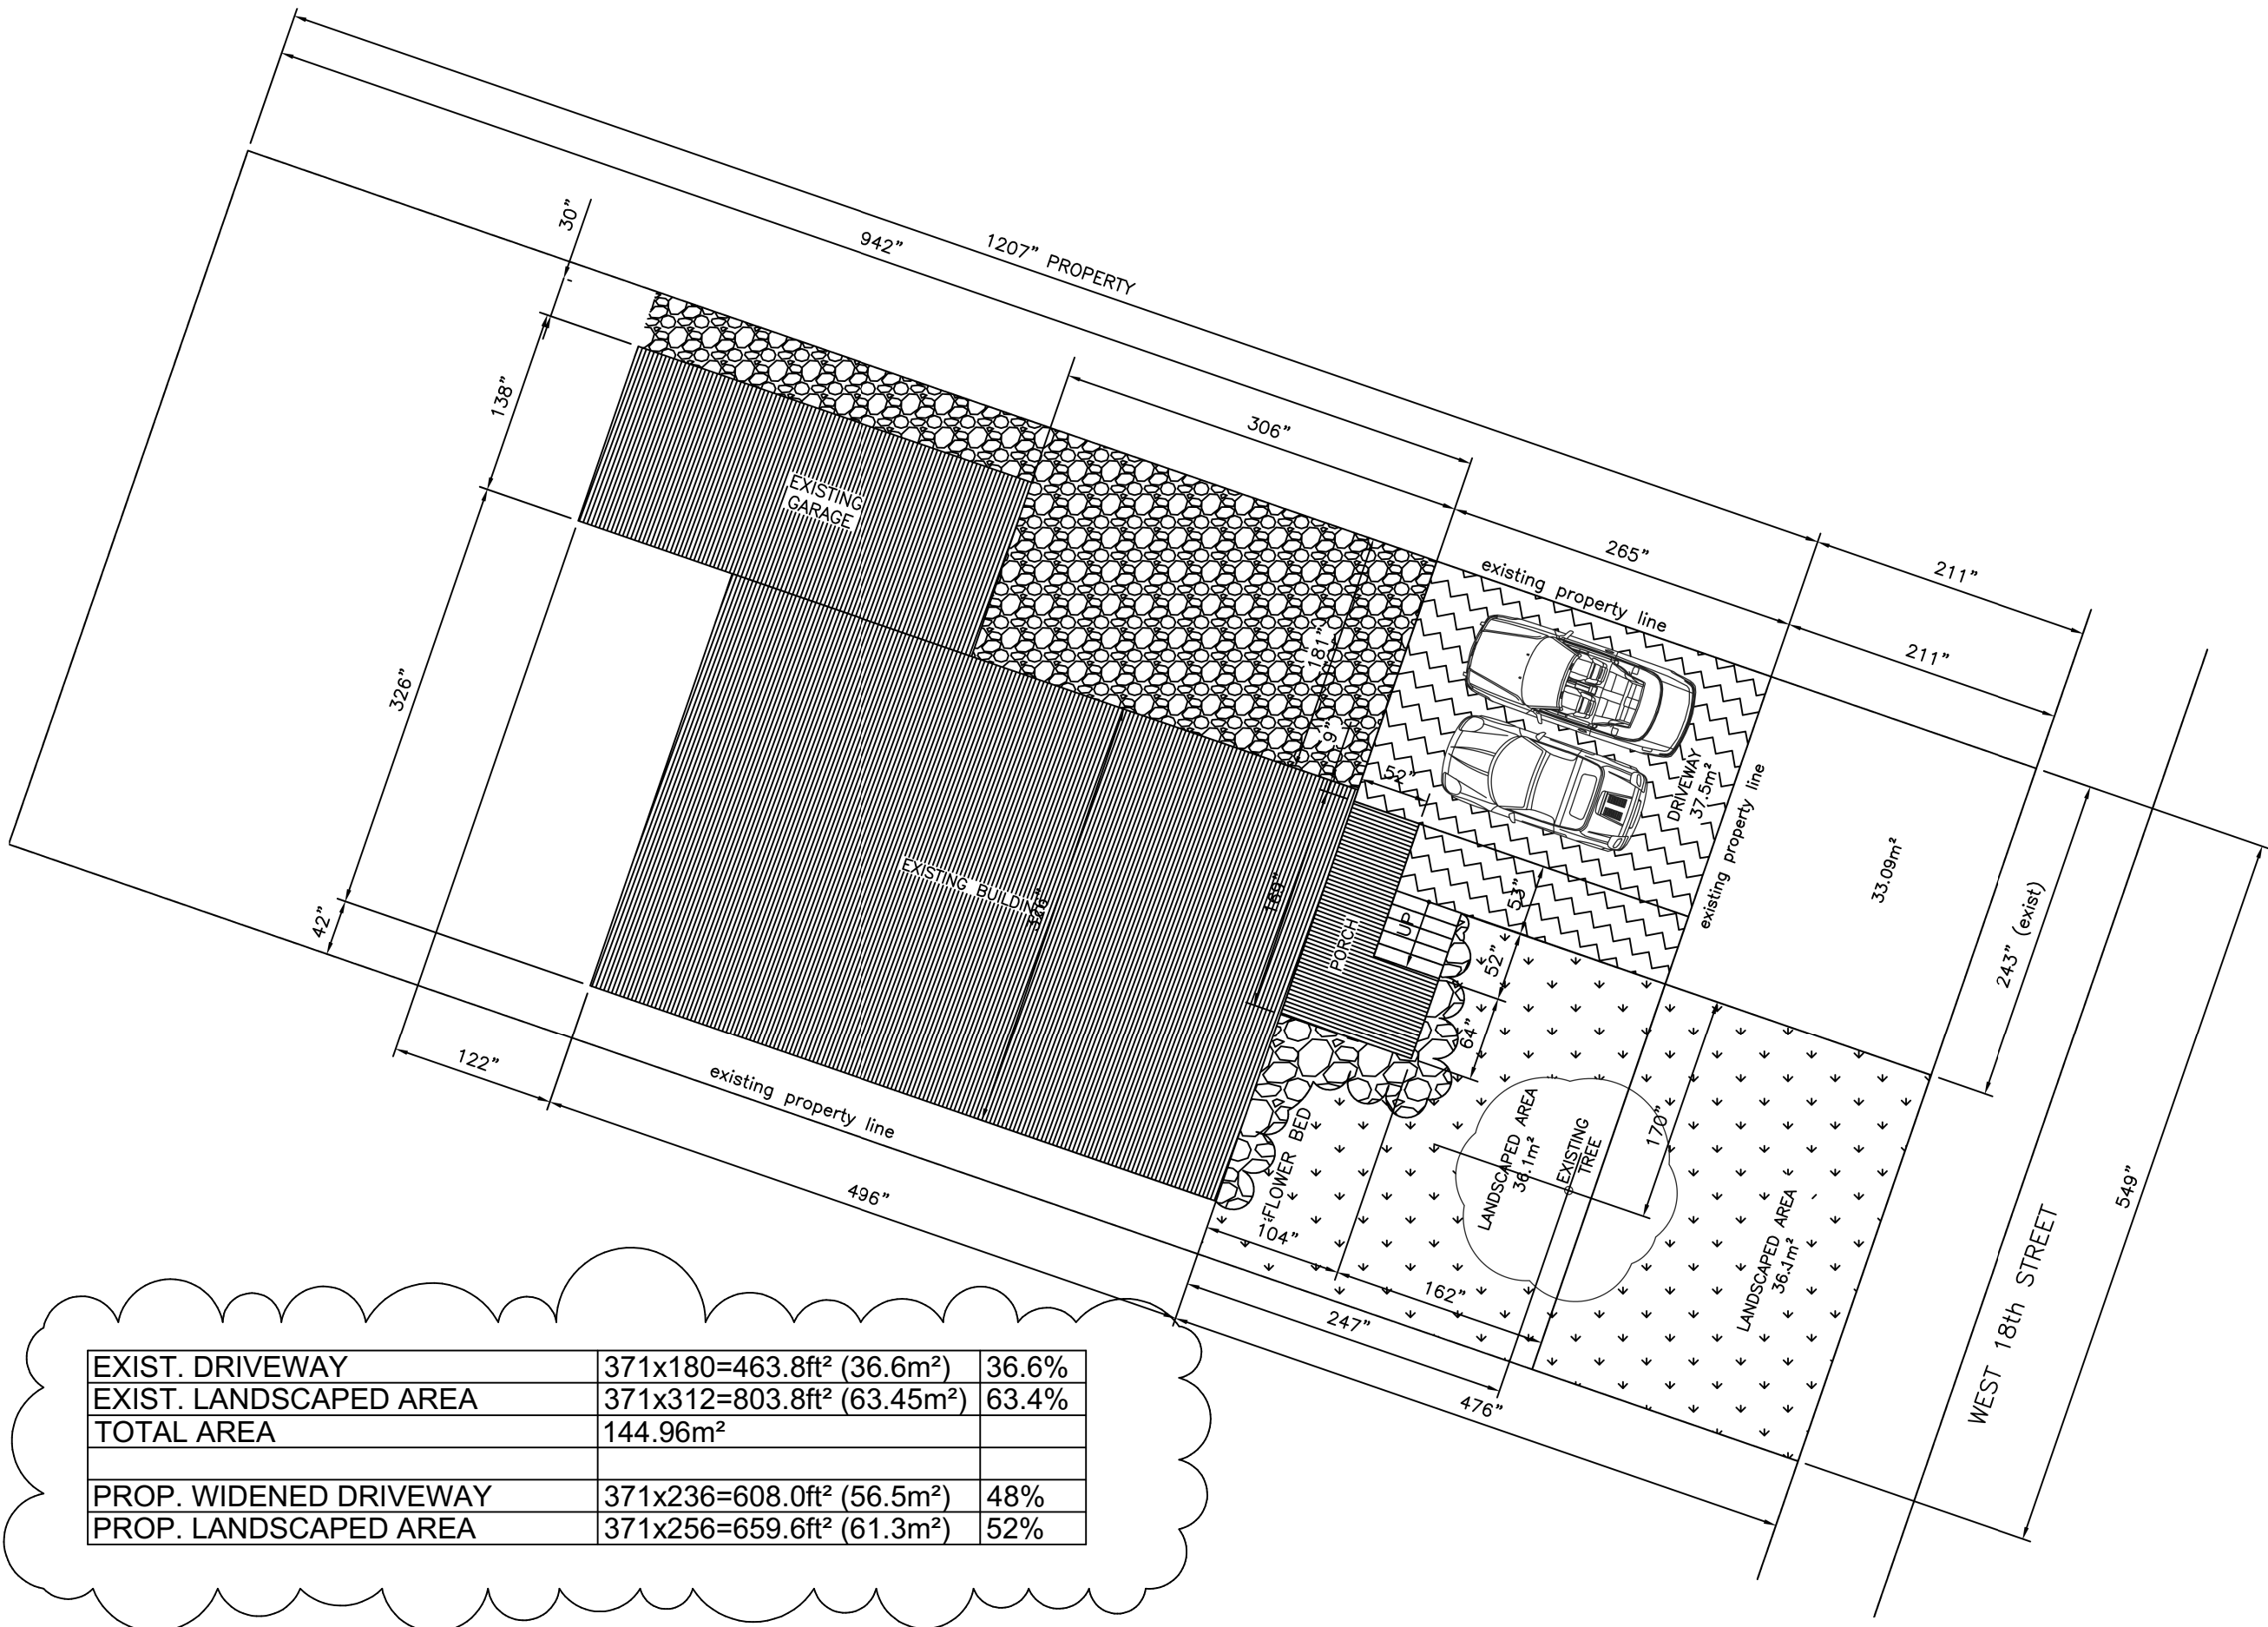 30”
942”
1207” PROPERTY
138”
306”
EXISTING
GARAGE
265”
211”
existing property line
211”
181”
326”
9”
52”
DRIVEWAY
37.5m²
existing property line
33.09m²
EXISTING BUILDING
169”
PORCH
UP
53”
243” (exist)
42”
52”
64”
122”
existing property line
LANDSCAPED AREA
36.1m²
EXISTING
TREE
170”
FLOWER BED
549”
496”
104”
LANDSCAPED AREA
36.1m²
162”
247”
WEST 18th STREET
476”
EXIST. DRIVEWAY 371x180=463.8ft² (36.6m²) 36.6%
EXIST. LANDSCAPED AREA 371x312=803.8ft² (63.45m²) 63.4%
TOTAL AREA 144.96m²
PROP. WIDENED DRIVEWAY 371x236=608.0ft² (56.5m²) 48%
PROP. LANDSCAPED AREA 371x256=659.6ft² (61.3m²) 52%